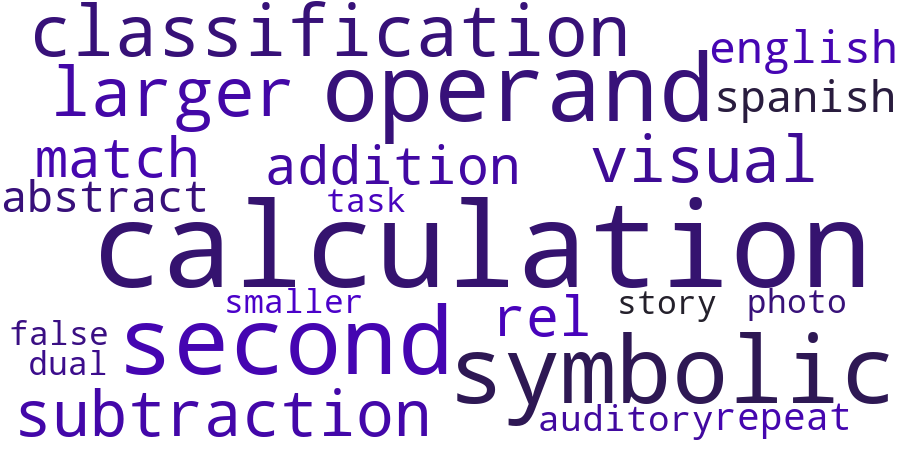 classification
english
larger
operand
spanish
match
addition
visual
abstract
task
calculation
smaller
rel
story
photo
false
second
symbolic
dual
subtraction
auditory
repeat